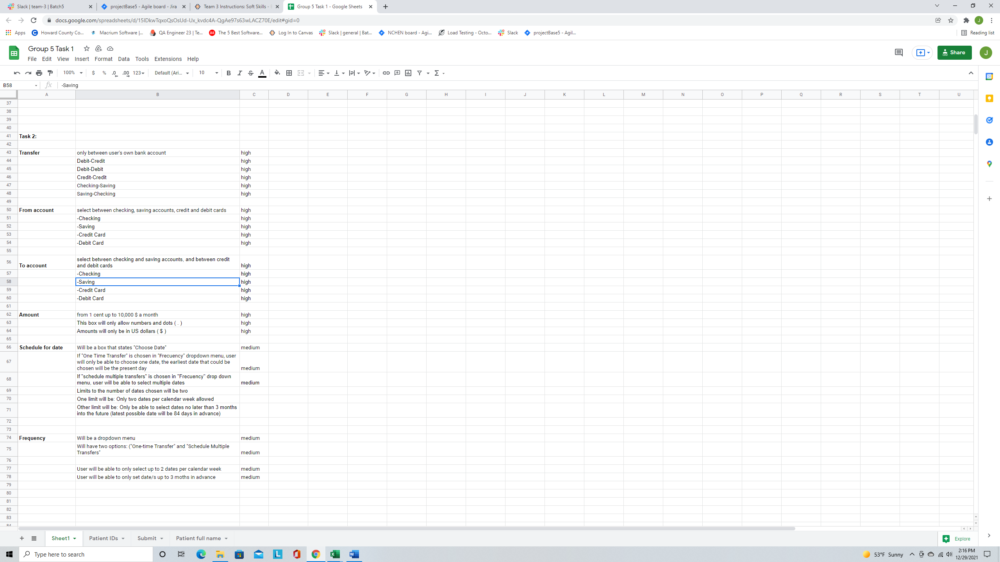 Slack | team-3 | Batch5
projectBase5 - Agile board - Jira
Team 3 Instructions: Soft Skills -
Group 5 Task 1 - Google Sheets
docs.google.com/spreadsheets/d/15IDkwTqxoQsOsUd-Ux_kvdc4A-QgAe97s63wLACZ70E/edit#gid=0
J
Apps
Howard County Co...
Macrium Software |...
QA Engineer 23 | Te...
BR
The 5 Best Software...
Log In to Canvas
Slack | general | Bat...
NCHEN board - Agi...
Load Testing - Octo...
Slack
projectBase5 - Agil...
Reading list
Group 5 Task 1
File Edit View Insert Format Data Tools Extensions Help
Share
J
100% $ % .0 .00 123 Default (Ari... 10 B I S A
31
B58 fx -Saving
A B C D E F G H I J K L M N O P Q R S T U
37
38
39
40
41 Task 2:
42
43 Transfer only between user's own bank account high
44 Debit-Credit high
45 Debit-Debit high
46 Credit-Credit high
47 Checking-Saving high
48 Saving-Checking high
49
50 From account select between checking, saving accounts, credit and debit cards high
51 -Checking high
52 -Saving high
53 -Credit Card high
54 -Debit Card high
55
56 To account select between checking and saving accounts, and between credit
and debit cards high
57 -Checking high
58 -Saving high
59 -Credit Card high
60 -Debit Card high
61
62 Amount from 1 cent up to 10,000 $ a month high
63 This box will only allow numbers and dots ( . ) high
64 Amounts will only be in US dollars ( $ ) high
65
66 Schedule for date Will be a box that states "Choose Date" medium
67 If "One Time Transfer" is chosen in "Frecuency" dropdown menu, user
will only be able to choose one date, the earliest date that could be
chosen will be the present day medium
68 If "schedule multiple transfers" is chosen in "Frecuency" drop down
menu, user will be able to select multiple dates medium
69 Limits to the number of dates chosen will be two
70 One limit will be: Only two dates per calendar week allowed
71 Other limit will be: Only be able to select dates no later than 3 months
into the future (latest possible date will be 84 days in advance)
72
73
74 Frequency Will be a dropdown menu medium
75 Will have two options: ("One-time Transfer" and "Schedule Multiple
Transfers" medium
76
77 User will be able to only select up to 2 dates per calendar week medium
78 User will be able to only set date/s up to 3 moths in advance medium
79
80
81
82
83
84
Sheet1
Patient IDs
Submit
Patient full name
Explore
Type here to search
53°F Sunny
2:16 PM
12/29/2021